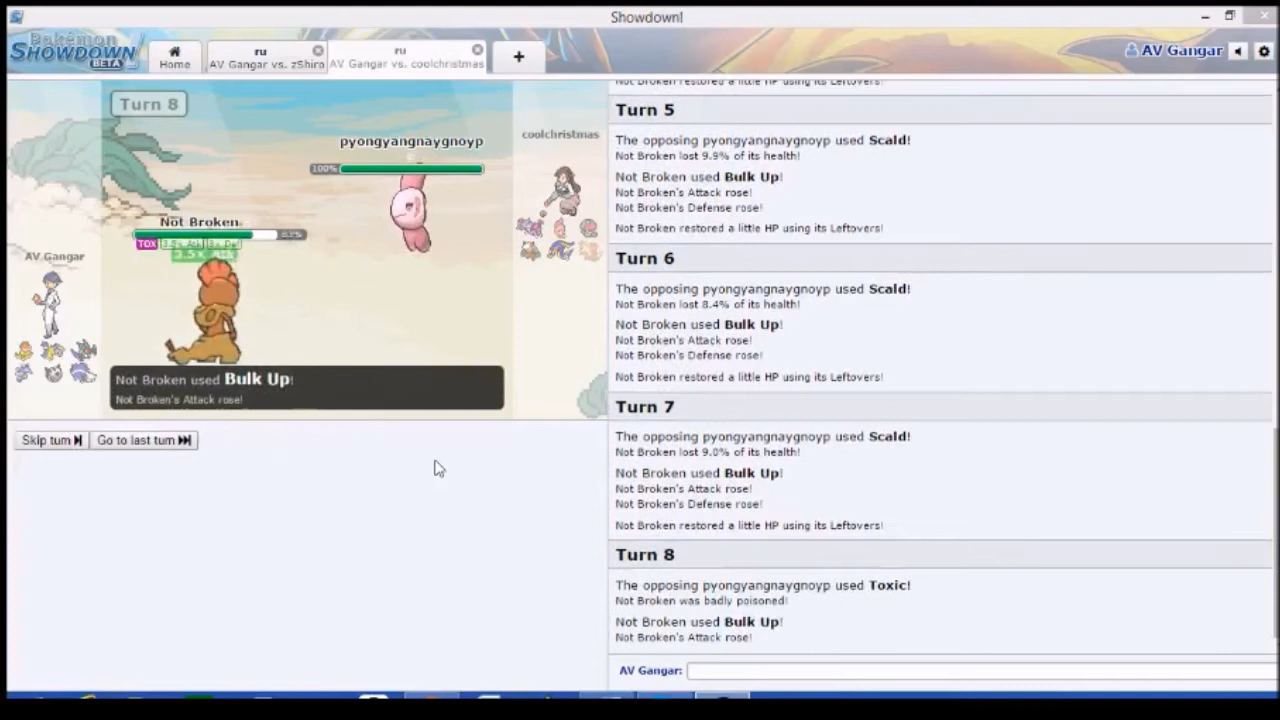 Showdown!
Pokémon
SHOWDOWN
BETA
Home
ru
AV Gangar vs. zShiro
ru
AV Gangar vs. coolchristmas
+
AV Gangar
Turn 8
pyongyangnaygnoyp
100%
coolchristmas
Not Broken
TOX
3.5x Atk
AV Gangar
Not Broken used Bulk Up!
Not Broken's Attack rose!
Skip turn
Go to last turn
Not Broken restored a little HP using its Leftovers!
Turn 5
The opposing pyongyangnaygnoyp used Scald!
Not Broken lost 9.9% of its health!
Not Broken used Bulk Up!
Not Broken's Attack rose!
Not Broken's Defense rose!
Not Broken restored a little HP using its Leftovers!
Turn 6
The opposing pyongyangnaygnoyp used Scald!
Not Broken lost 8.4% of its health!
Not Broken used Bulk Up!
Not Broken's Attack rose!
Not Broken's Defense rose!
Not Broken restored a little HP using its Leftovers!
Turn 7
The opposing pyongyangnaygnoyp used Scald!
Not Broken lost 9.0% of its health!
Not Broken used Bulk Up!
Not Broken's Attack rose!
Not Broken's Defense rose!
Not Broken restored a little HP using its Leftovers!
Turn 8
The opposing pyongyangnaygnoyp used Toxic!
Not Broken was badly poisoned!
Not Broken used Bulk Up!
Not Broken's Attack rose!
AV Gangar: